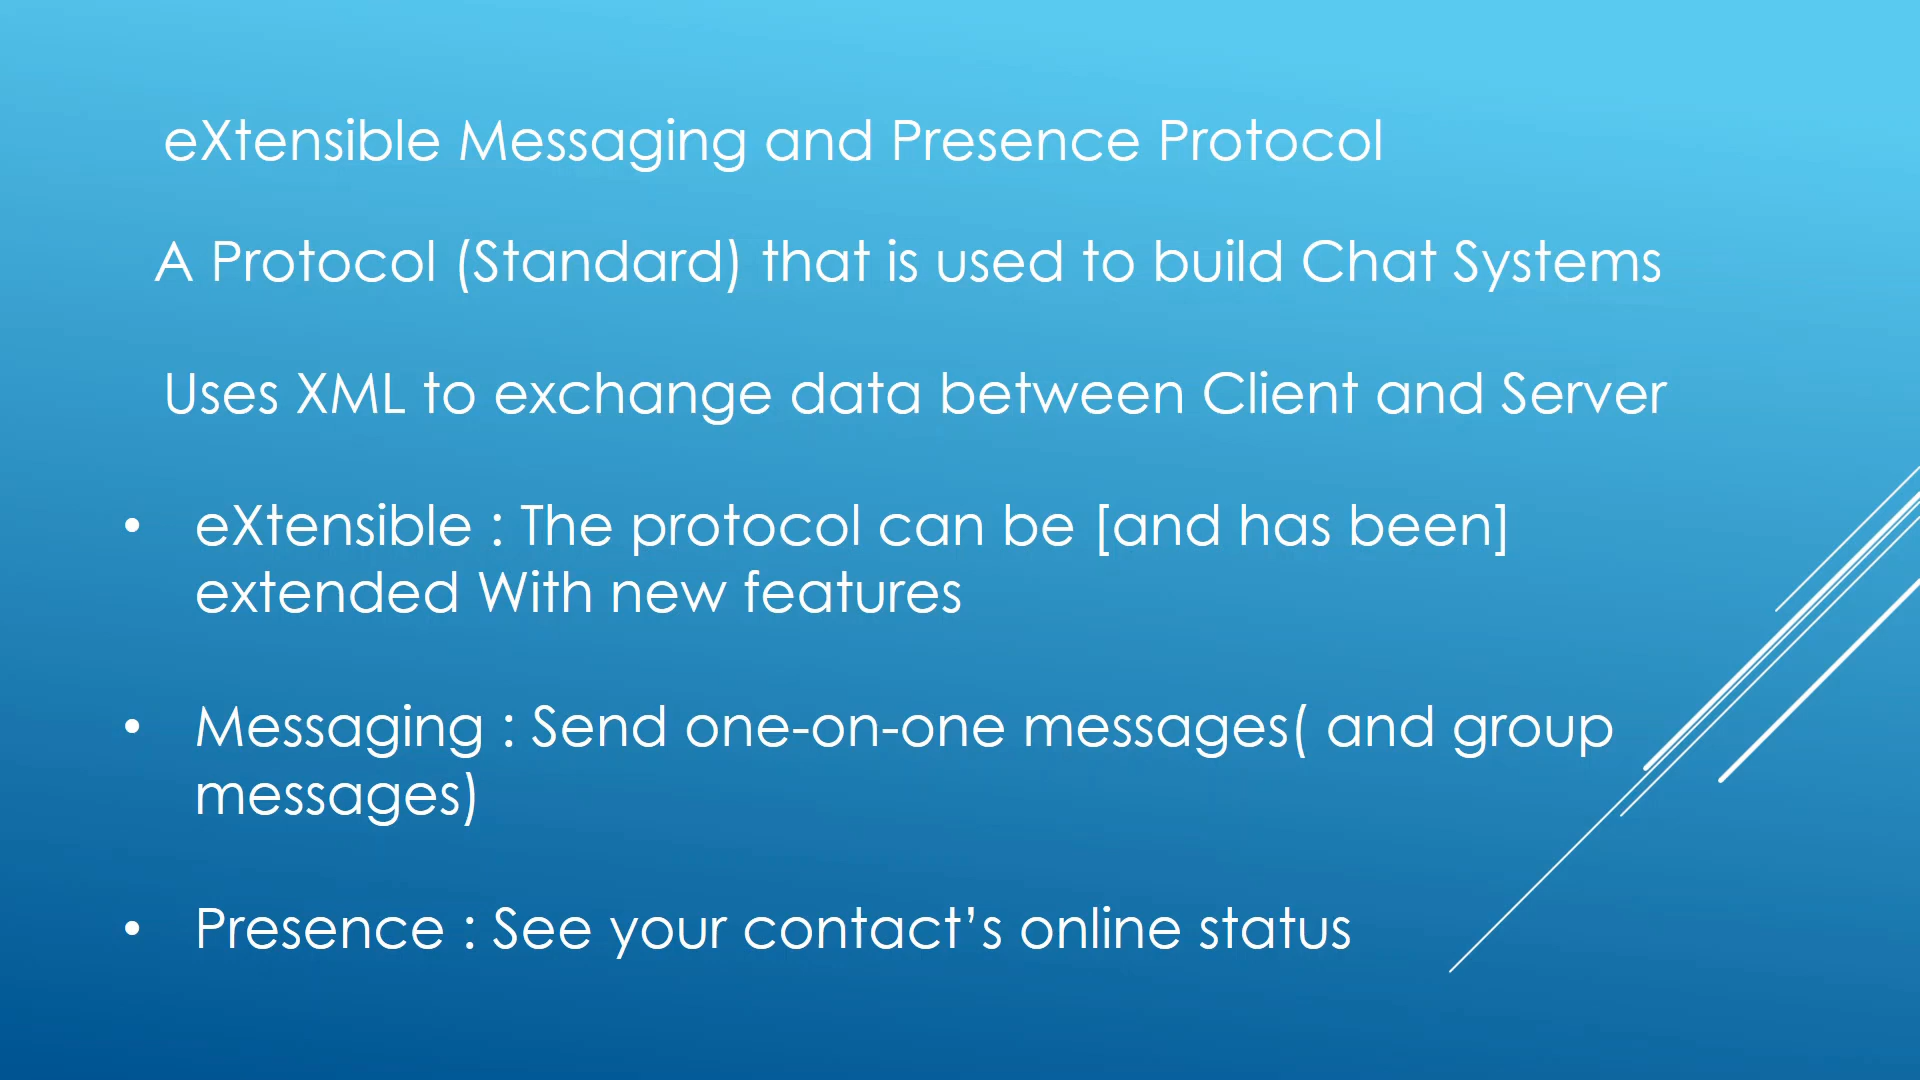 eXtensible Messaging and Presence Protocol
A Protocol (Standard) that is used to build Chat Systems
Uses XML to exchange data between Client and Server
• eXtensible : The protocol can be [and has been]
extended With new features
• Messaging : Send one-on-one messages( and group
messages)
• Presence : See your contact’s online status